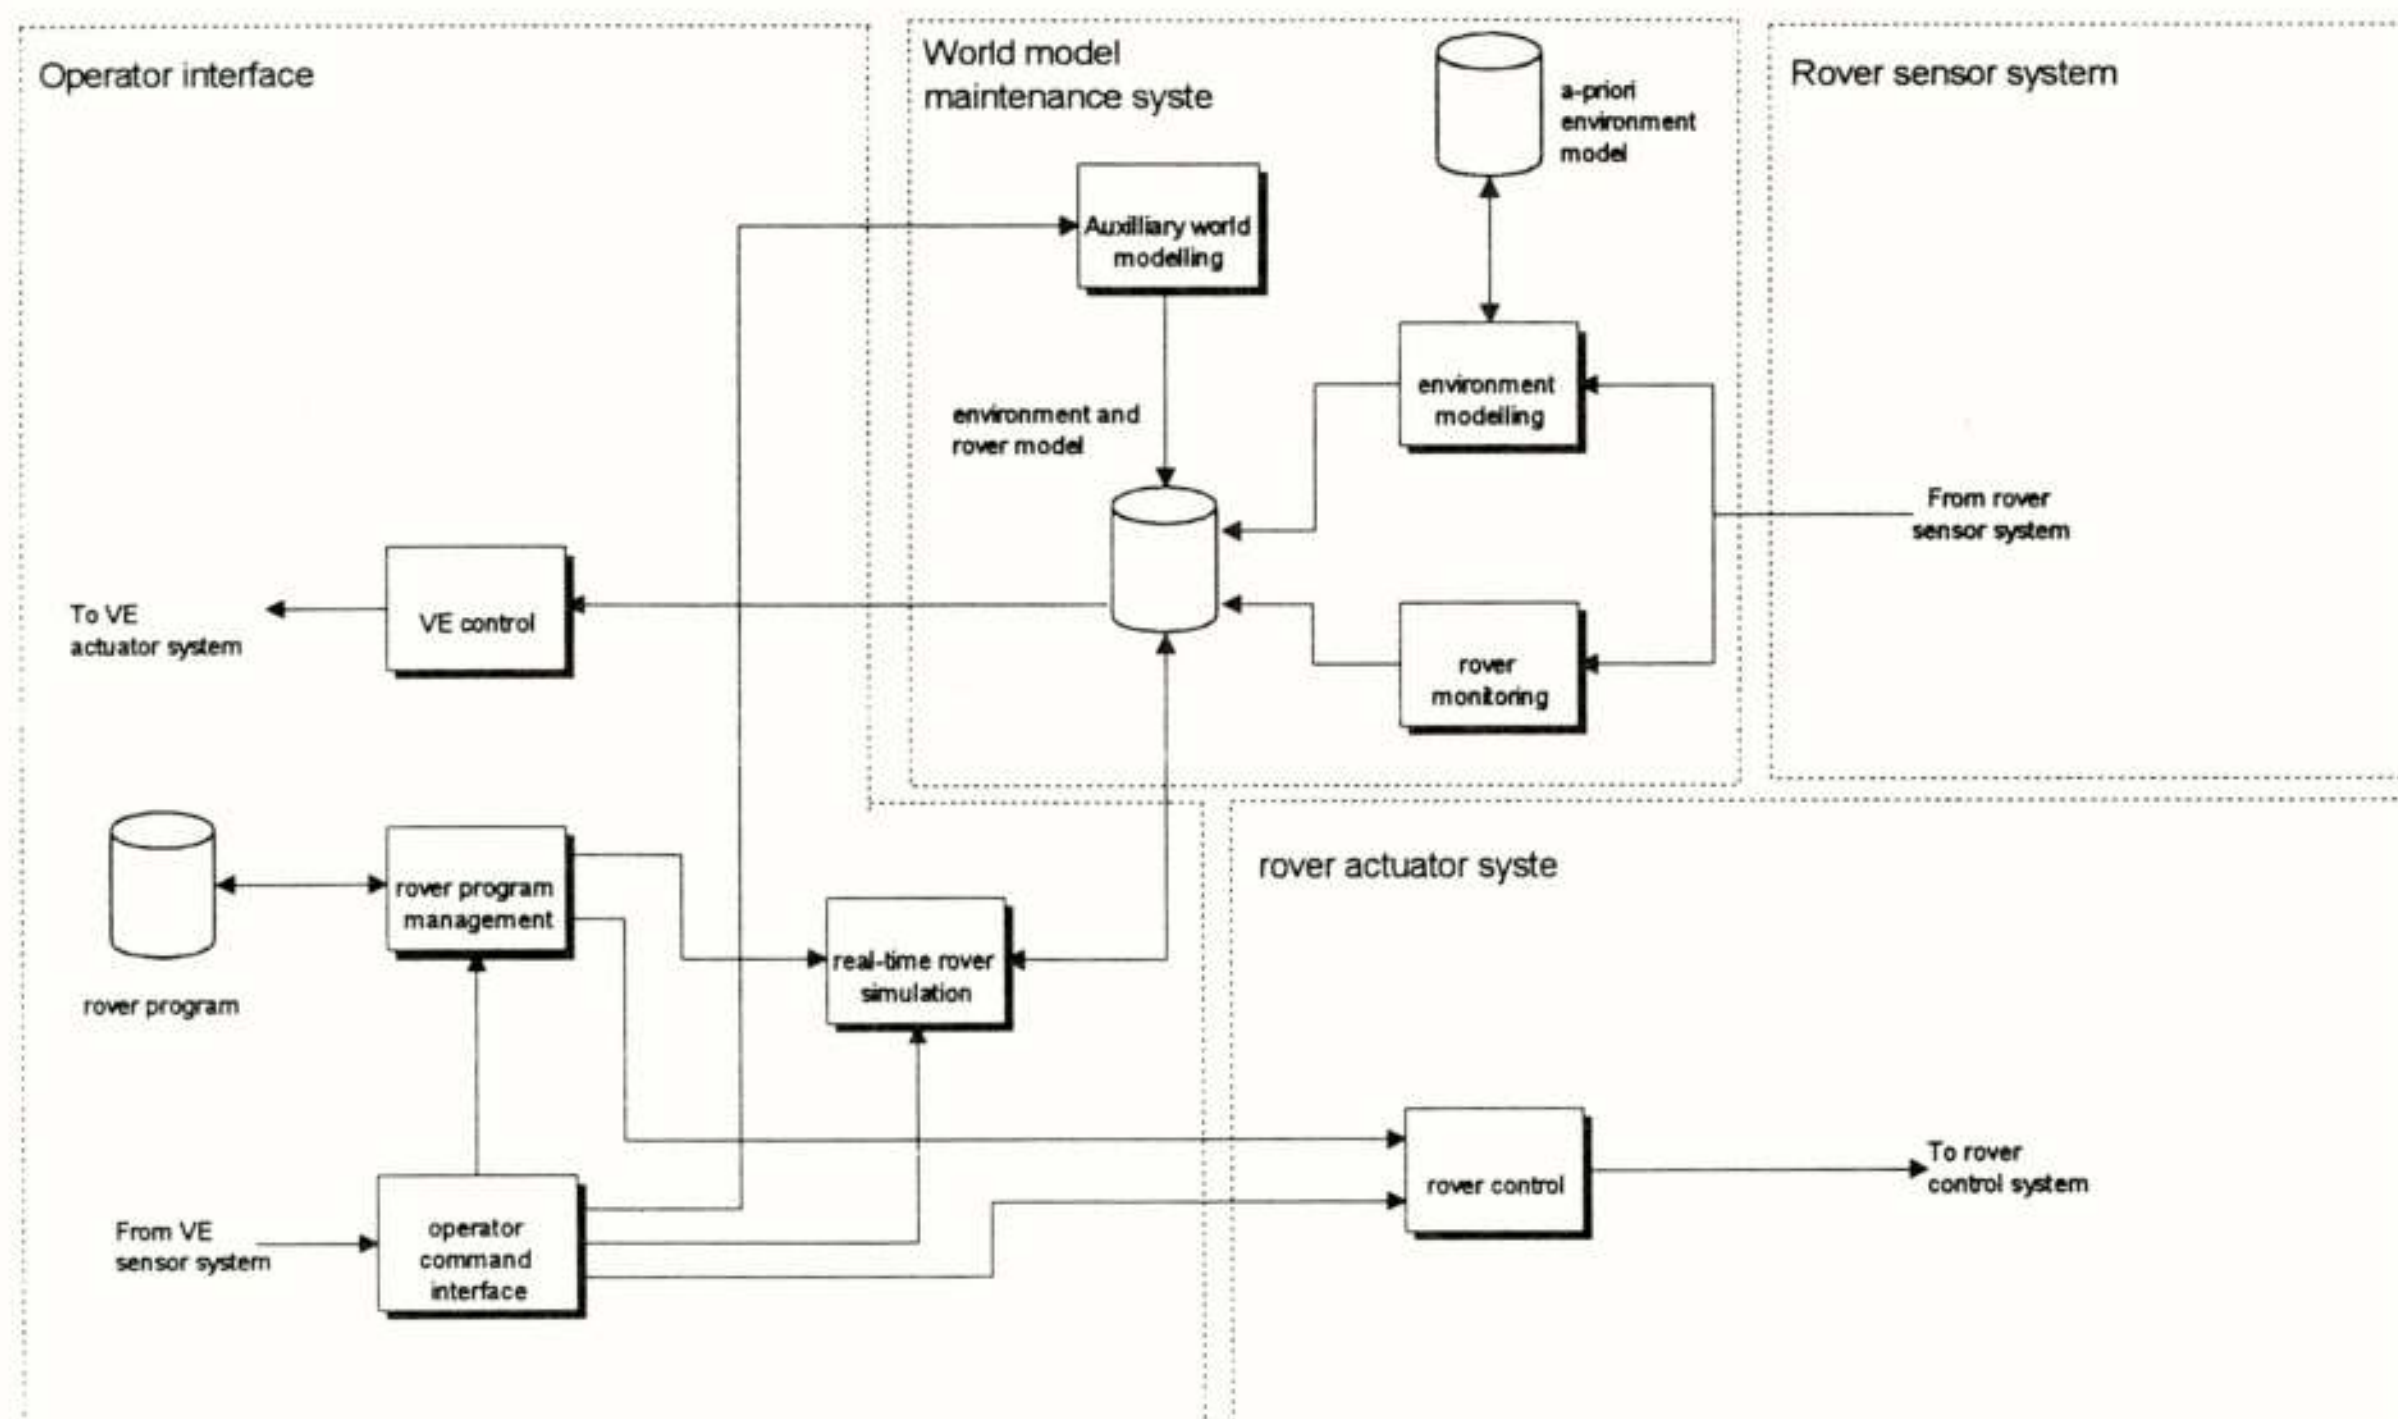 Operator interface
World model
maintenance syste
a-priori
environment
model
Rover sensor system
Auxilliary world
modelling
environment and
rover model
environment
modelling
From rover
sensor system
To VE
actuator system
VE control
rover
monitoring
rover program
management
rover program
real-time rover
simulation
rover actuator syste
From VE
sensor system
operator
command
interface
rover control
To rover
control system